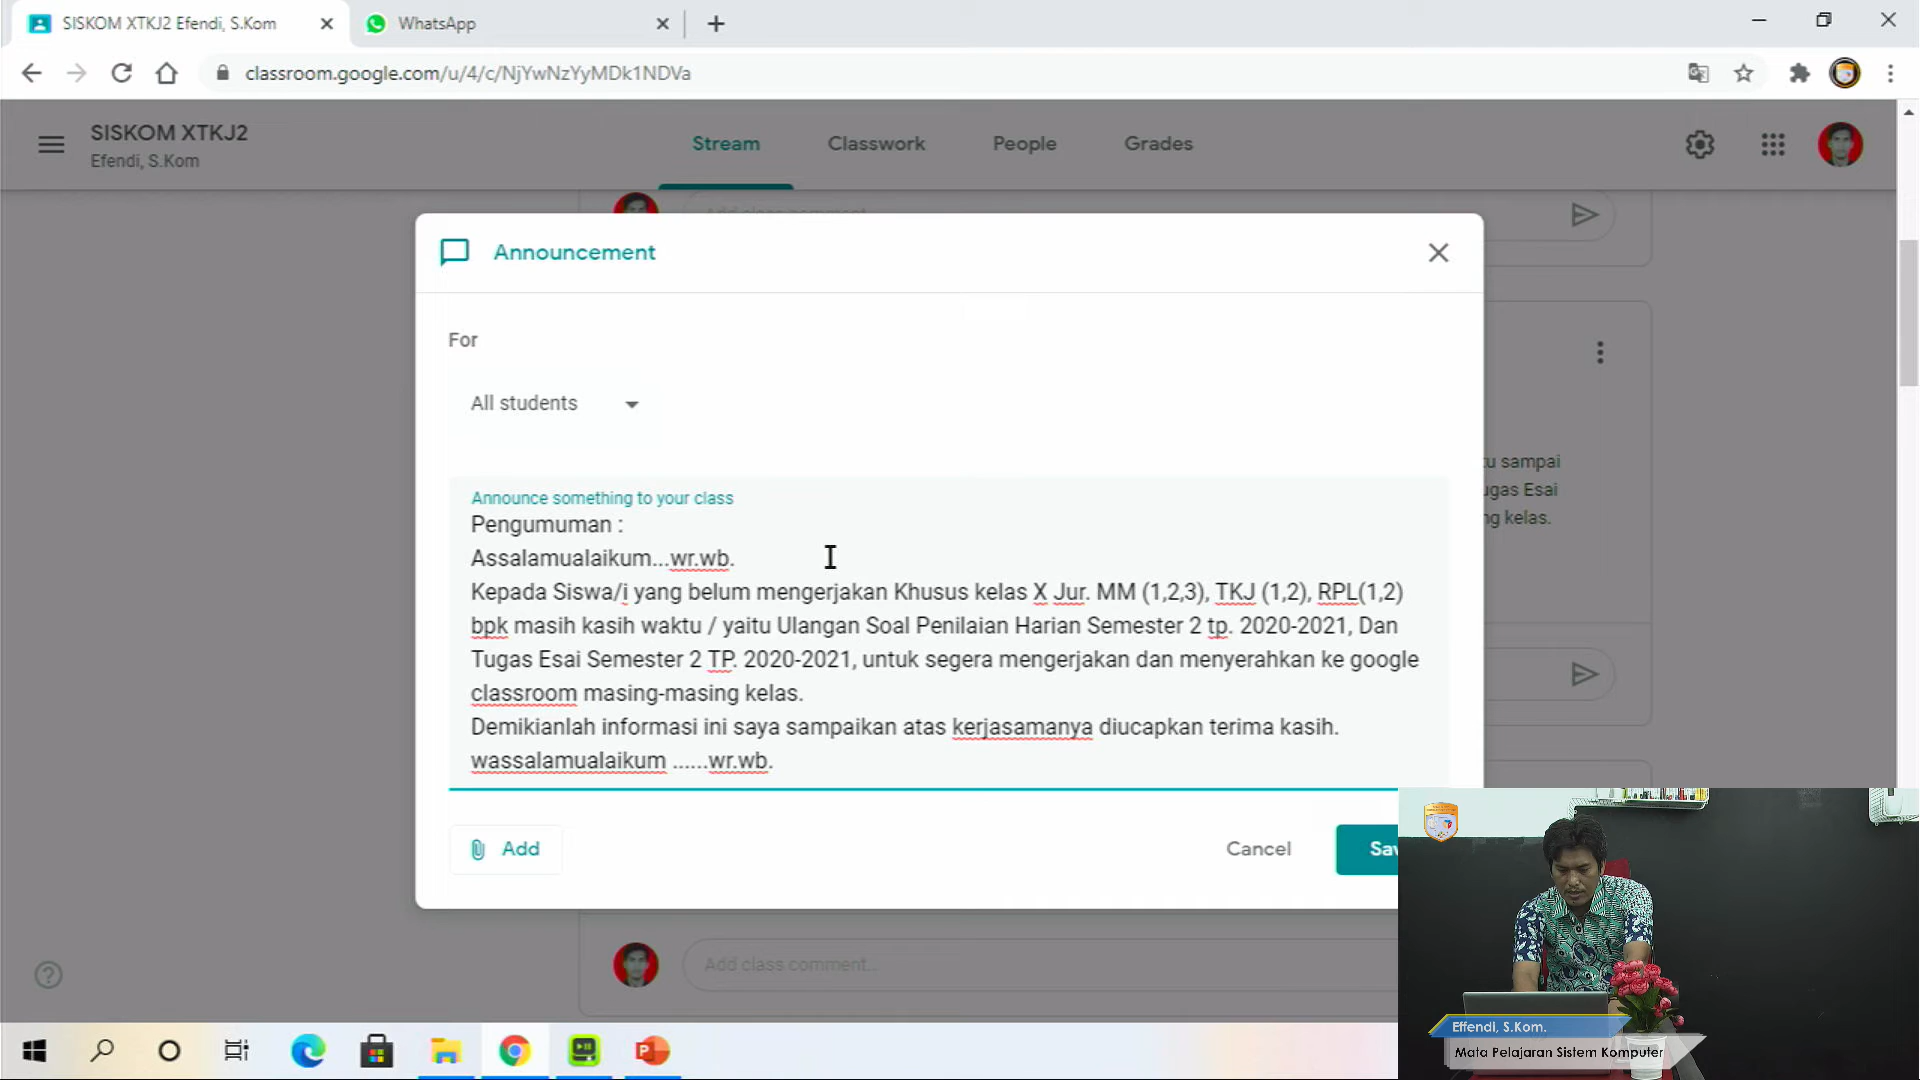 SISKOM XTKJ2 Efendi, S.Kom
WhatsApp
classroom.google.com/u/4/c/NjYwNzYyMDk1NDVa
SISKOM XTKJ2
Efendi, S.Kom
Stream
Classwork
People
Grades
Announcement
For
All students
Announce something to your class
Pengumuman :
Assalamualaikum...wr.wb.
Kepada Siswa/i yang belum mengerjakan Khusus kelas X Jur. MM (1,2,3), TKJ (1,2), RPL(1,2)
bpk masih kasih waktu / yaitu Ulangan Soal Penilaian Harian Semester 2 tp. 2020-2021, Dan
Tugas Esai Semester 2 TP. 2020-2021, untuk segera mengerjakan dan menyerahkan ke google
classroom masing-masing kelas.
Demikianlah informasi ini saya sampaikan atas kerjasamanya diucapkan terima kasih.
wassalamualaikum ......wr.wb.
sampai
Esai
kelas.
Add
Cancel
Add class comment...
Effendi, S.Kom.
Mata Pelajaran Sistem Komputer